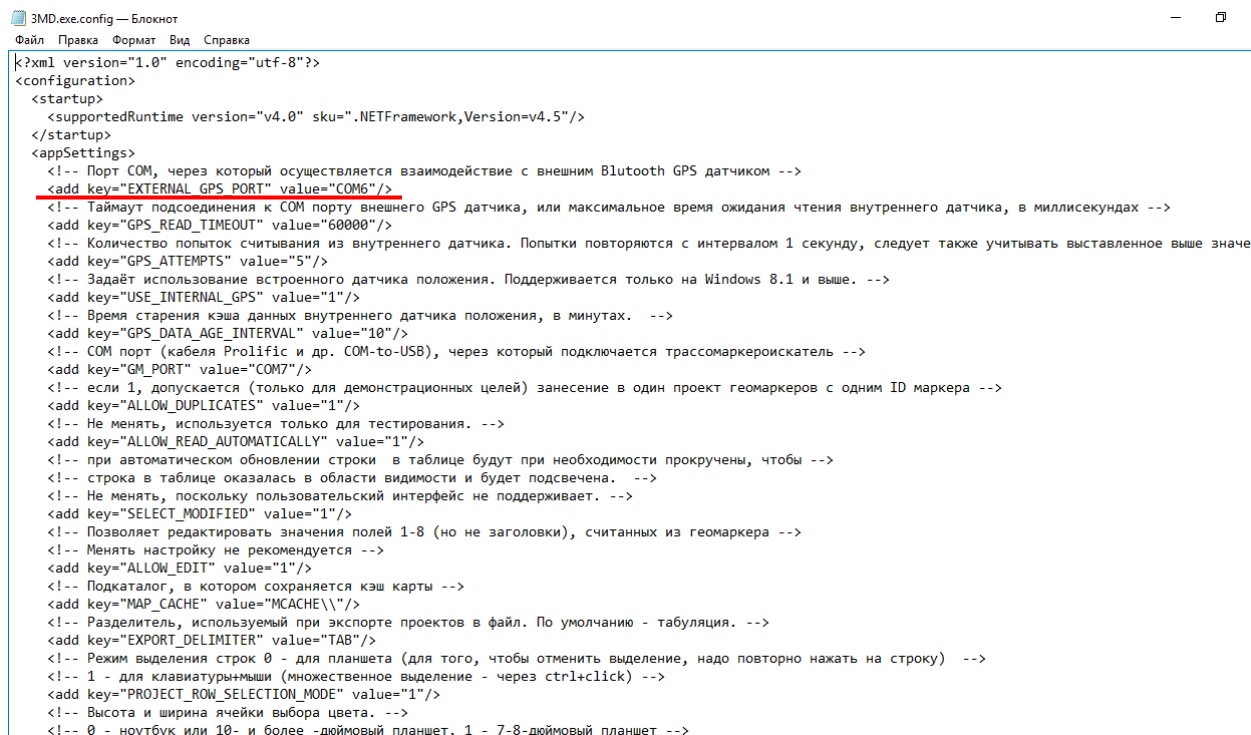 3MD.exe.config — Блокнот
Файл Правка Формат Вид Справка
<?xml version="1.0" encoding="utf-8"?>
<configuration>
<startup>
<supportedRuntime version="v4.0" sku=".NETFramework,Version=v4.5"/>
</startup>
<appSettings>
<!-- Порт COM, через который осуществляется взаимодействие с внешним Blutooth GPS датчиком -->
<add key="EXTERNAL_GPS_PORT" value="COM6"/>
<!-- Таймаут подсоединения к COM порту внешнего GPS датчика, или максимальное время ожидания чтения внутреннего датчика, в миллисекундах -->
<add key="GPS_READ_TIMEOUT" value="60000"/>
<!-- Количество попыток считывания из внутреннего датчика. Попытки повторяются с интервалом 1 секунду, следует также учитывать выставленное выше значе
<add key="GPS_ATTEMPTS" value="5"/>
<!-- Задаёт использование встроенного датчика положения. Поддерживается только на Windows 8.1 и выше. -->
<add key="USE_INTERNAL_GPS" value="1"/>
<!-- Время старения кэша данных внутреннего датчика положения, в минутах.  -->
<add key="GPS_DATA_AGE_INTERVAL" value="10"/>
<!-- COM порт (кабеля Prolific и др. COM-to-USB), через который подключается трассомаркероискатель -->
<add key="GM_PORT" value="COM7"/>
<!-- если 1, допускается (только для демонстрационных целей) занесение в один проект геомаркеров с одним ID маркера -->
<add key="ALLOW_DUPLICATES" value="1"/>
<!-- Не менять, используется только для тестирования. -->
<add key="ALLOW_READ_AUTOMATICALLY" value="1"/>
<!-- при автоматическом обновлении строки  в таблице будут при необходимости прокручены, чтобы -->
<!-- строка в таблице оказалась в области видимости и будет подсвечена.  -->
<!-- Не менять, поскольку пользовательский интерфейс не поддерживает. -->
<add key="SELECT_MODIFIED" value="1"/>
<!-- Позволяет редактировать значения полей 1-8 (но не заголовки), считанных из геомаркера -->
<!-- Менять настройку не рекомендуется -->
<add key="ALLOW_EDIT" value="1"/>
<!-- Подкаталог, в котором сохраняется кэш карты -->
<add key="MAP_CACHE" value="MCACHE\\"/>
<!-- Разделитель, используемый при экспорте проектов в файл. По умолчанию - табуляция. -->
<add key="EXPORT_DELIMITER" value="TAB"/>
<!-- Режим выделения строк 0 - для планшета (для того, чтобы отменить выделение, надо повторно нажать на строку)  -->
<!-- 1 - для клавиатуры+мыши (множественное выделение - через ctrl+click) -->
<add key="PROJECT_ROW_SELECTION_MODE" value="1"/>
<!-- Высота и ширина ячейки выбора цвета. -->
<!-- 0 - ноутбук или 10- и более -дюймовый планшет, 1 - 7-8-дюймовый планшет -->